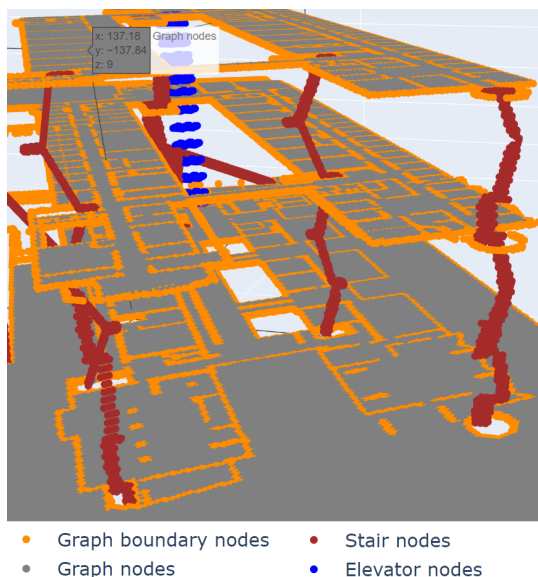 x: 137.18
y: −137.84
z: 9
Graph nodes
Graph boundary nodes
Stair nodes
Graph nodes
Elevator nodes